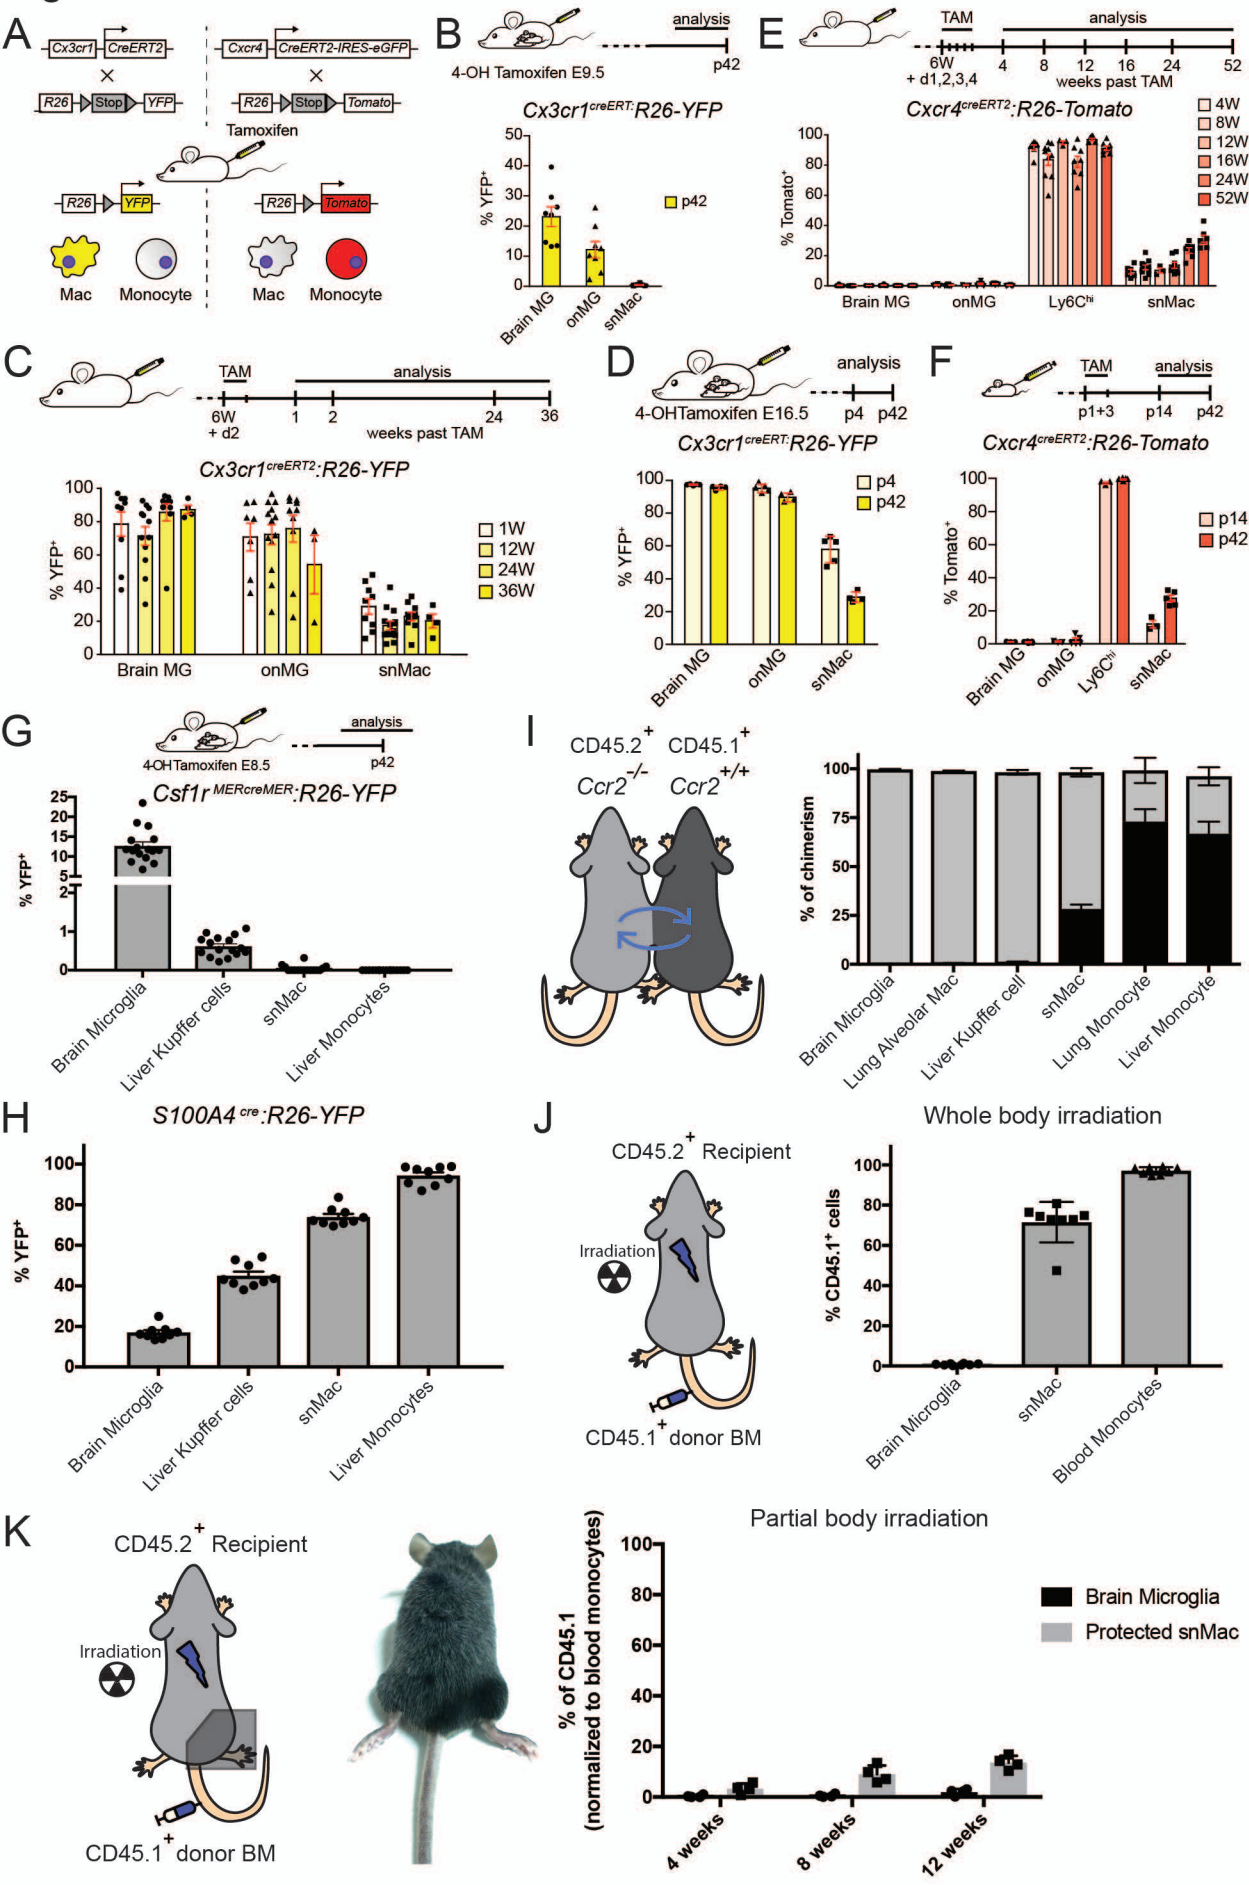 A
Cx3cr1 CreERT2
×
R26 Stop YFP
Cxcr4 CreERT2-IRES-eGFP
×
R26 Stop Tomato
Tamoxifen
R26 YFP
R26 Tomato
Mac Monocyte
Mac Monocyte
B
analysis
4-OH Tamoxifen E9.5
p42
Cx3cr1creERT:R26-YFP
% YFP+
50
40
30
20
10
0
p42
Brain MG
onMG
snMac
E
TAM
analysis
6W
+ d1,2,3,4
4 8 12 16 24 52
weeks past TAM
Cxcr4creERT2:R26-Tomato
% Tomato+
100
80
60
40
20
0
4W
8W
12W
16W
24W
52W
Brain MG onMG Ly6Chi snMac
C
TAM
analysis
6W
+ d2
1 2 24 36
weeks past TAM
Cx3cr1creERT2:R26-YFP
% YFP+
100
80
60
40
20
0
1W
12W
24W
36W
Brain MG onMG snMac
D
analysis
4-OHTamoxifen E16.5
p4 p42
Cx3cr1creERT:R26-YFP
% YFP+
100
80
60
40
20
0
p4
p42
Brain MG
onMG
snMac
F
TAM
analysis
p1+3 p14 p42
Cxcr4creERT2:R26-Tomato
% Tomato+
100
80
60
40
20
0
p14
p42
Brain MG
onMG
Ly6Chi
snMac
G
analysis
4-OHTamoxifen E8.5
p42
Csf1r MERcreMER:R26-YFP
% YFP+
25
20
15
10
5
2
1
0
Brain Microglia
Liver Kupffer cells
snMac
Liver Monocytes
I
CD45.2+ CD45.1+
Ccr2-/- Ccr2+/+
% of chimerism
100
75
50
25
0
Brain Microglia
Lung Alveolar Mac
Liver Kupffer cell
snMac
Lung Monocyte
Liver Monocyte
H
S100A4 cre:R26-YFP
% YFP+
100
80
60
40
20
0
Brain Microglia
Liver Kupffer cells
snMac
Liver Monocytes
J
CD45.2+ Recipient
Irradiation
CD45.1+ donor BM
Whole body irradiation
% CD45.1+ cells
100
80
60
40
20
0
Brain Microglia
snMac
Blood Monocytes
K
CD45.2+ Recipient
Irradiation
CD45.1+ donor BM
Partial body irradiation
% of CD45.1
(normalized to blood monocytes)
100
80
60
40
20
0
Brain Microglia
Protected snMac
4 weeks
8 weeks
12 weeks